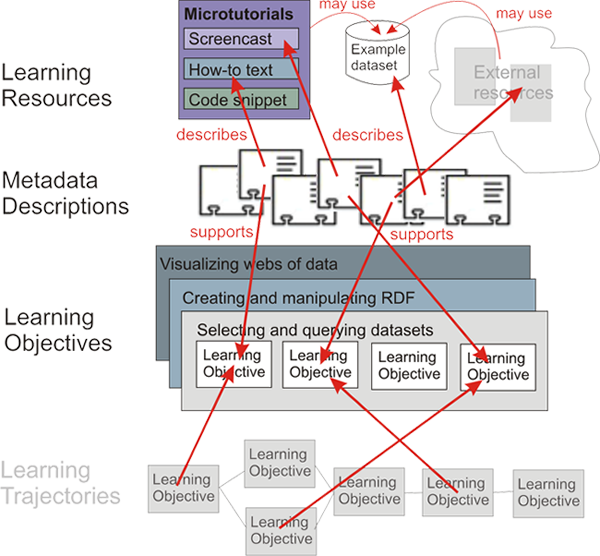 Microtutorials
Screencast
How-to text
Code snippet
may use
may use
Example
dataset
External
resources
Learning
Resources
describes
describes
Metadata
Descriptions
supports
supports
Visualizing webs of data
Creating and manipulating RDF
Selecting and querying datasets
Learning
Objectives
Learning
Objective
Learning
Objective
Learning
Objective
Learning
Objective
Learning
Trajectories
Learning
Objective
Learning
Objective
Learning
Objective
Learning
Objective
Learning
Objective
Learning
Objective